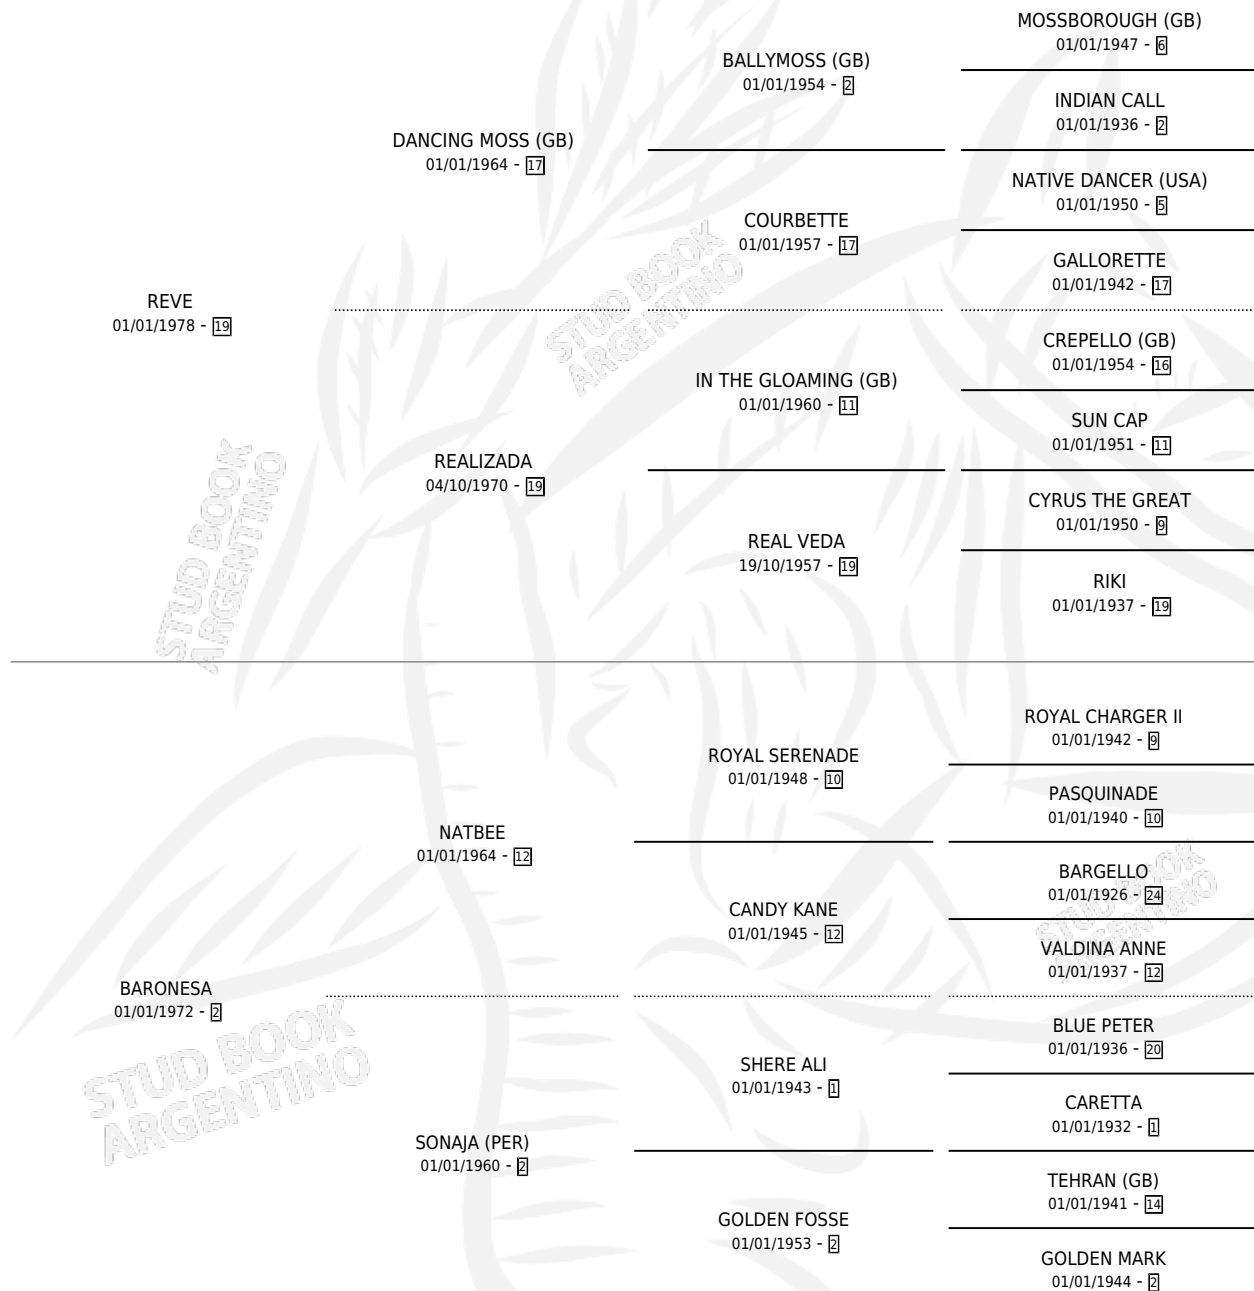 MOSSBOROUGH (GB)
01/01/1947 - 6
BALLYMOSS (GB)
01/01/1954 - 2
INDIAN CALL
01/01/1936 - 2
DANCING MOSS (GB)
01/01/1964 - 17
NATIVE DANCER (USA)
01/01/1950 - 5
COURBETTE
01/01/1957 - 17
GALLORETTE
01/01/1942 - 17
REVE
01/01/1978 - 19
CREPELLO (GB)
01/01/1954 - 16
IN THE GLOAMING (GB)
01/01/1960 - 11
SUN CAP
01/01/1951 - 11
REALIZADA
04/10/1970 - 19
CYRUS THE GREAT
01/01/1950 - 9
REAL VEDA
19/10/1957 - 19
RIKI
01/01/1937 - 19
STUD BOOK
ARGENTINO
STUD BOOK
ARGENTINO
ROYAL CHARGER II
01/01/1942 - 9
ROYAL SERENADE
01/01/1948 - 10
PASQUINADE
01/01/1940 - 10
NATBEE
01/01/1964 - 12
BARGELLO
01/01/1926 - 24
CANDY KANE
01/01/1945 - 12
VALDINA ANNE
01/01/1937 - 12
STUD BOOK
ARGENTINO
BARONESA
01/01/1972 - 2
BLUE PETER
01/01/1936 - 20
SHERE ALI
01/01/1943 - 1
CARETTA
01/01/1932 - 1
SONAJA (PER)
01/01/1960 - 2
TEHRAN (GB)
01/01/1941 - 14
GOLDEN FOSSE
01/01/1953 - 2
GOLDEN MARK
01/01/1944 - 2
STUD BOOK
ARGENTINO